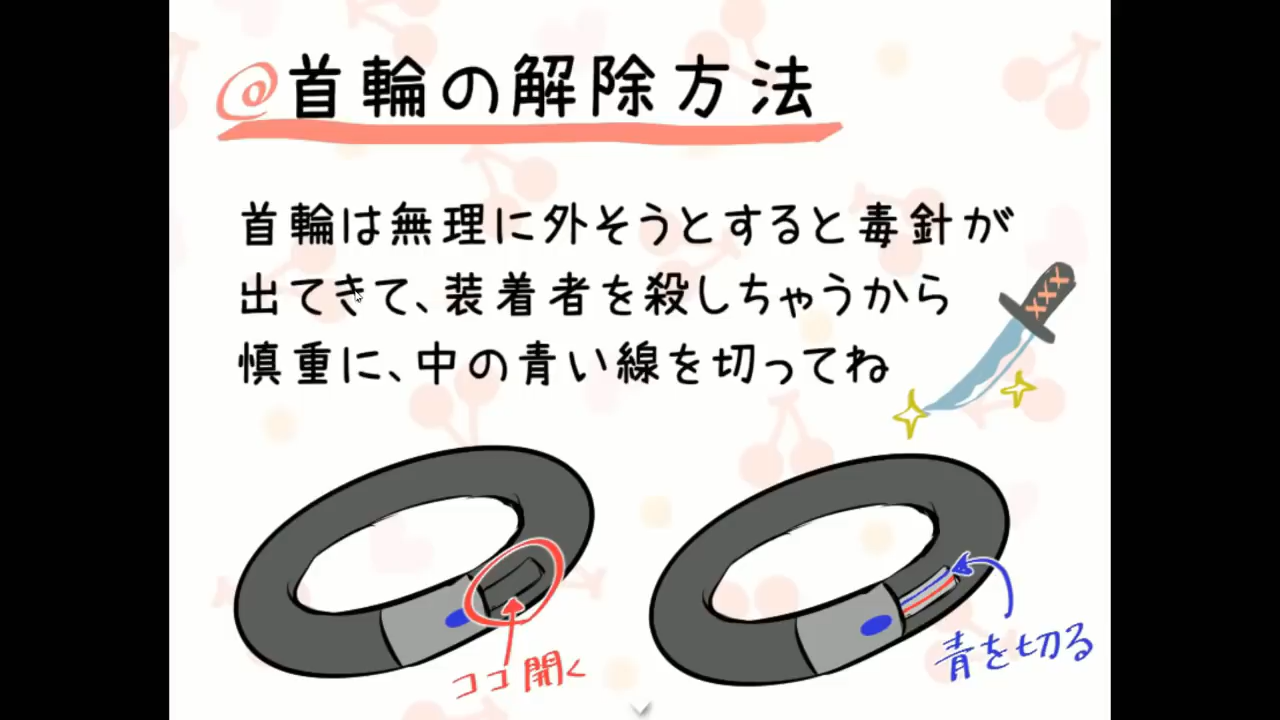 @首輪の解除方法
首輪は無理に外そうとすると毒針が
出てきて、装着者を殺しちゃうから
慎重に、中の青い線を切ってね
ココ開く
青を切る